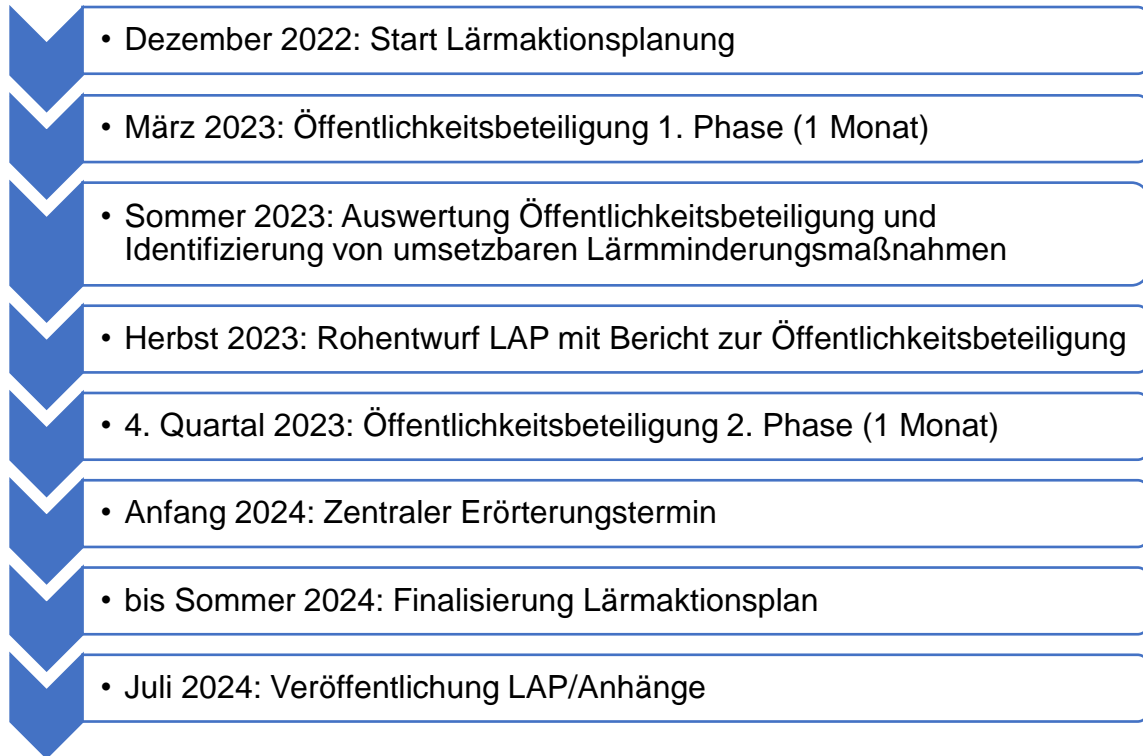 • Dezember 2022: Start Lärmaktionsplanung
• März 2023: Öffentlichkeitsbeteiligung 1. Phase (1 Monat)
• Sommer 2023: Auswertung Öffentlichkeitsbeteiligung und
Identifizierung von umsetzbaren Lärmminderungsmaßnahmen
• Herbst 2023: Rohentwurf LAP mit Bericht zur Öffentlichkeitsbeteiligung
• 4. Quartal 2023: Öffentlichkeitsbeteiligung 2. Phase (1 Monat)
• Anfang 2024: Zentraler Erörterungstermin
• bis Sommer 2024: Finalisierung Lärmaktionsplan
• Juli 2024: Veröffentlichung LAP/Anhänge